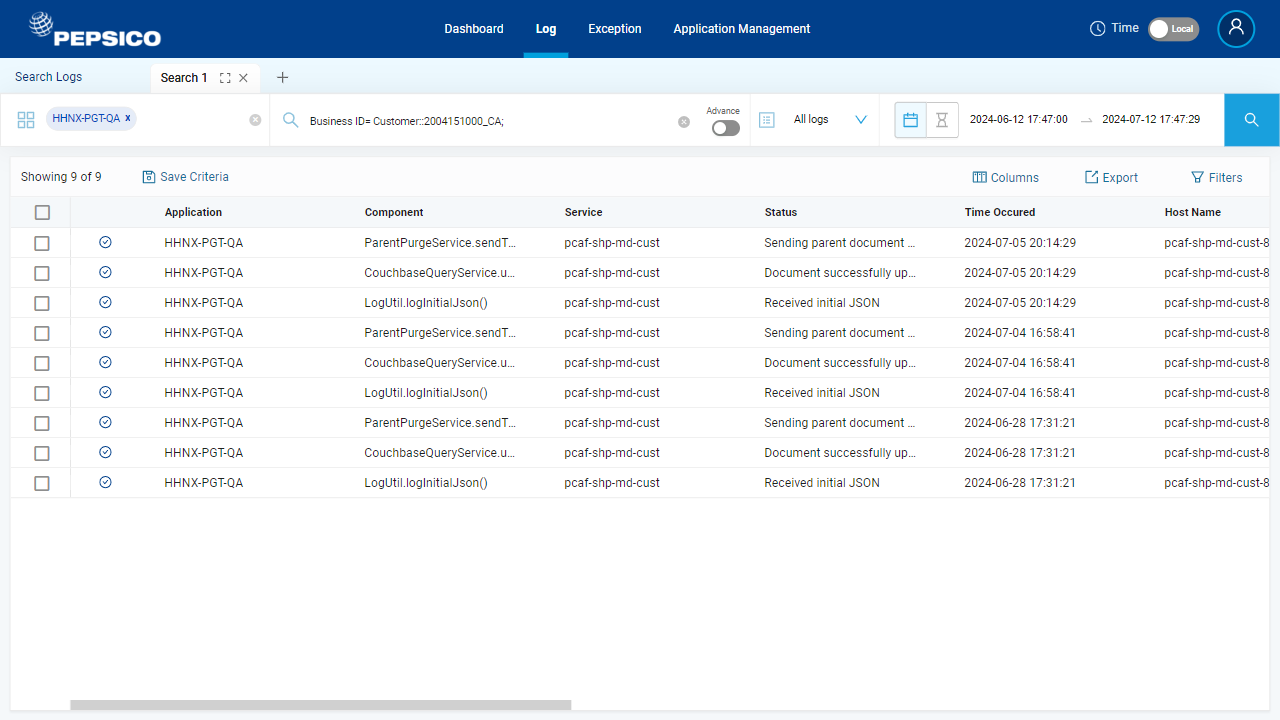 PEPSICO
Dashboard Log Exception Application Management Time Local
Search Logs Search 1
HHNX-PGT-QA x Business ID= Customer::2004151000_CA; Advance All logs 2024-06-12 17:47:00 2024-07-12 17:47:29
Showing 9 of 9 Save Criteria Columns Export Filters
Application Component Service Status Time Occured Host Name
HHNX-PGT-QA ParentPurgeService.sendT... pcaf-shp-md-cust Sending parent document ... 2024-07-05 20:14:29 pcaf-shp-md-cust-8
HHNX-PGT-QA CouchbaseQueryService.u... pcaf-shp-md-cust Document successfully up... 2024-07-05 20:14:29 pcaf-shp-md-cust-8
HHNX-PGT-QA LogUtil.logInitialJson() pcaf-shp-md-cust Received initial JSON 2024-07-05 20:14:29 pcaf-shp-md-cust-8
HHNX-PGT-QA ParentPurgeService.sendT... pcaf-shp-md-cust Sending parent document ... 2024-07-04 16:58:41 pcaf-shp-md-cust-8
HHNX-PGT-QA CouchbaseQueryService.u... pcaf-shp-md-cust Document successfully up... 2024-07-04 16:58:41 pcaf-shp-md-cust-8
HHNX-PGT-QA LogUtil.logInitialJson() pcaf-shp-md-cust Received initial JSON 2024-07-04 16:58:41 pcaf-shp-md-cust-8
HHNX-PGT-QA ParentPurgeService.sendT... pcaf-shp-md-cust Sending parent document ... 2024-06-28 17:31:21 pcaf-shp-md-cust-8
HHNX-PGT-QA CouchbaseQueryService.u... pcaf-shp-md-cust Document successfully up... 2024-06-28 17:31:21 pcaf-shp-md-cust-8
HHNX-PGT-QA LogUtil.logInitialJson() pcaf-shp-md-cust Received initial JSON 2024-06-28 17:31:21 pcaf-shp-md-cust-8